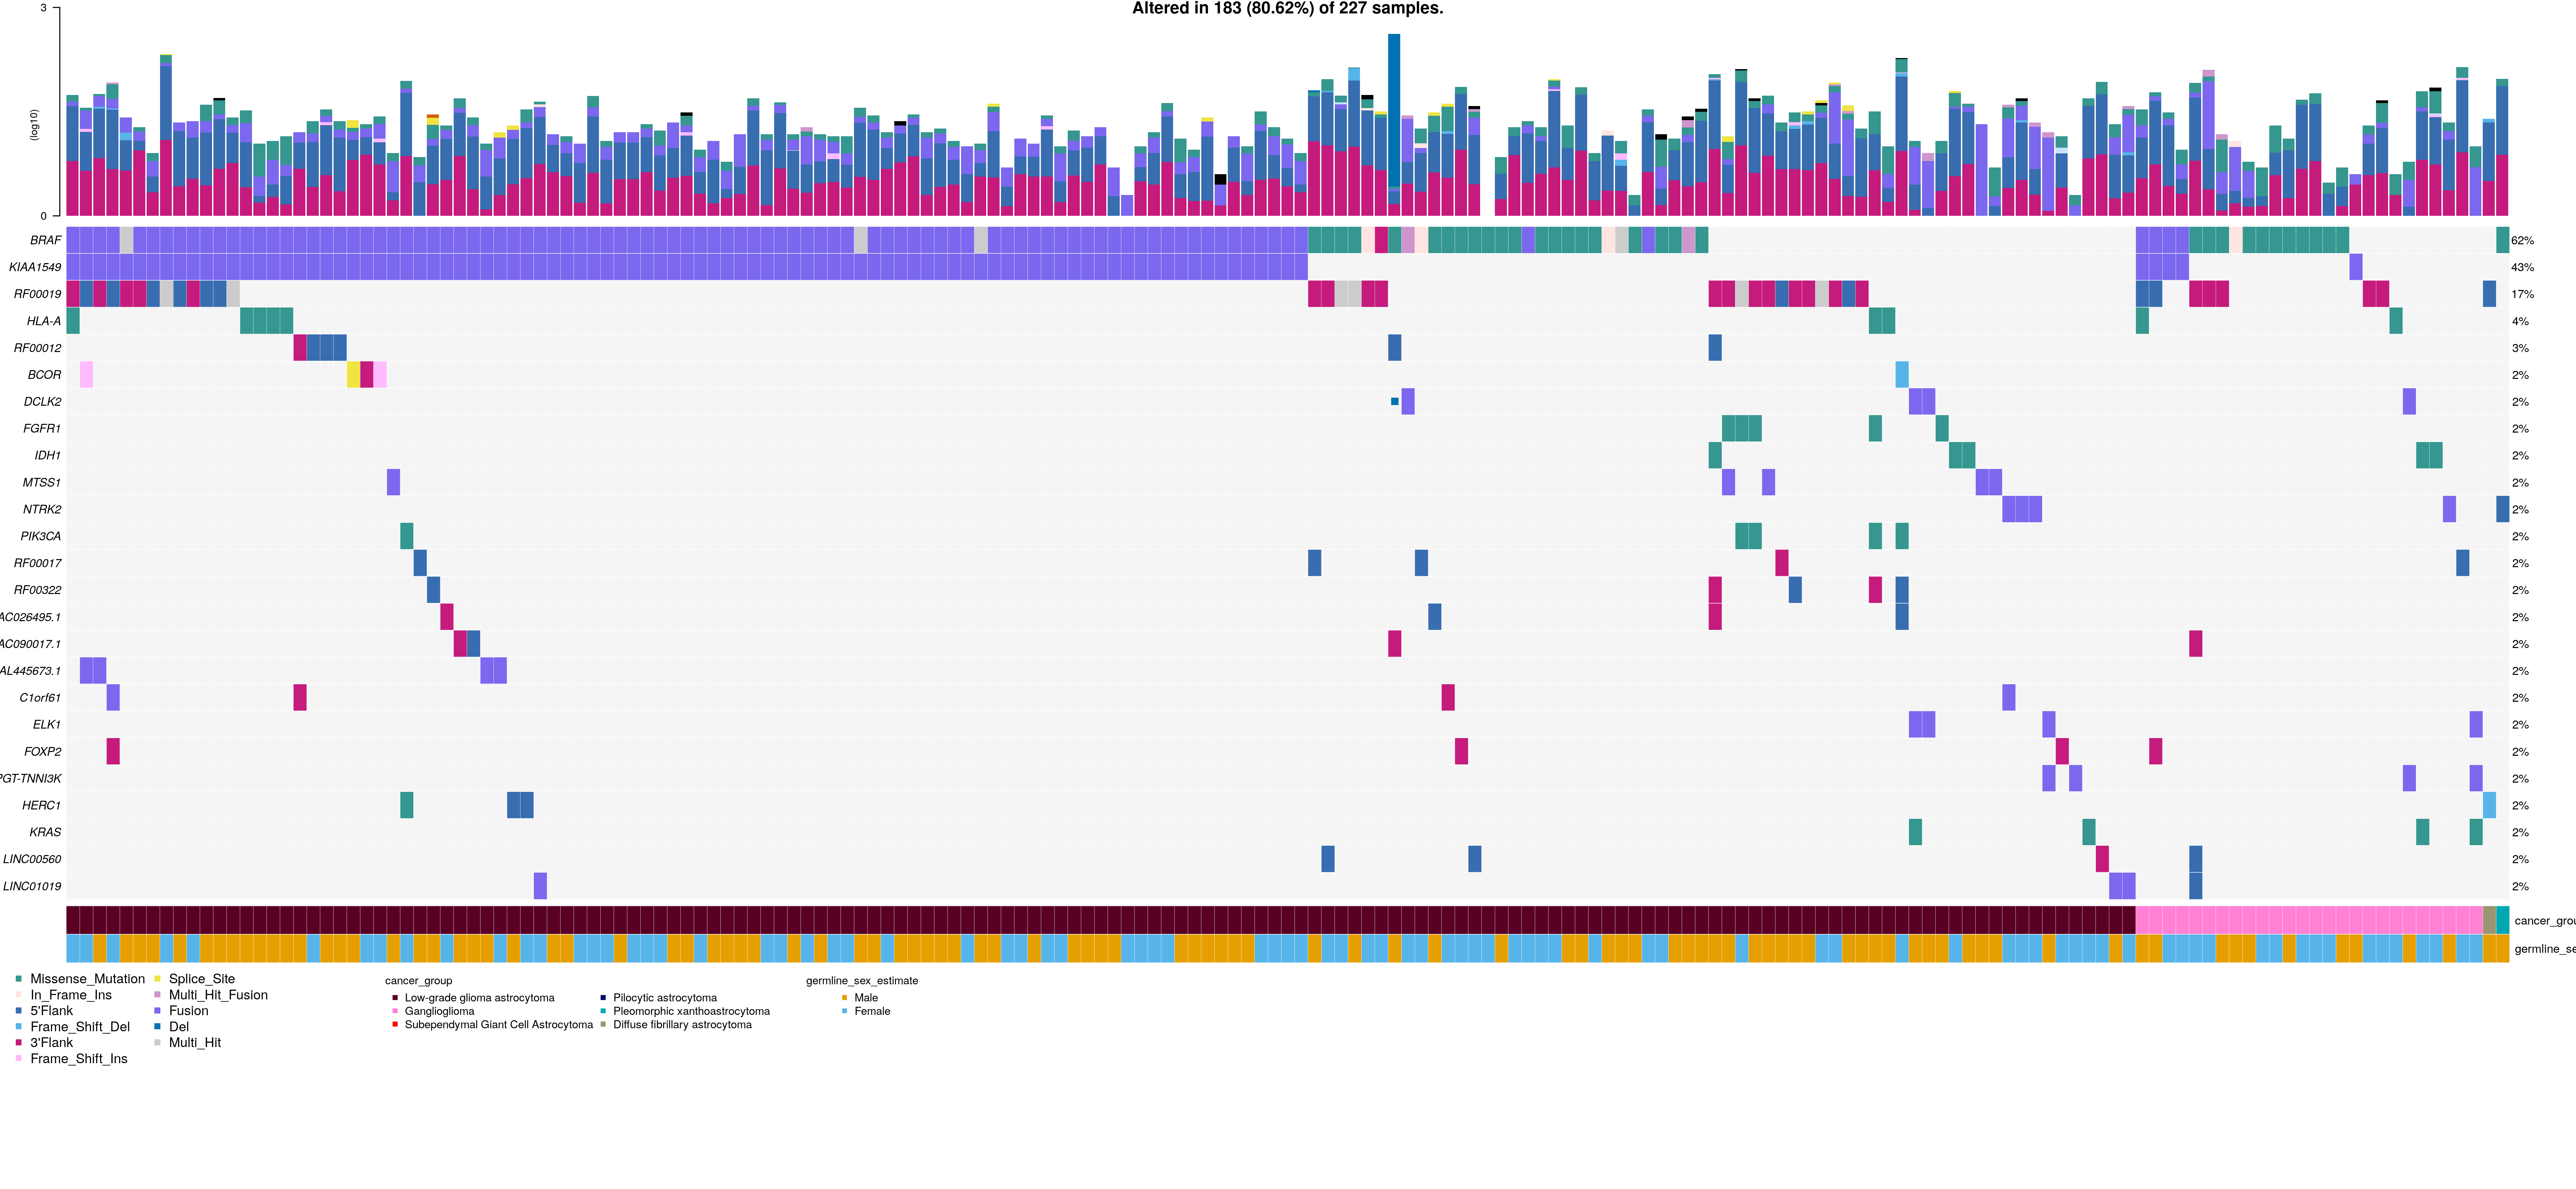 Altered in 183 (80.62%) of 227 samples.
3
(log10)
0
BRAF 62%
KIAA1549 43%
RF00019 17%
HLA-A 4%
RF00012 3%
BCOR 2%
DCLK2 2%
FGFR1 2%
IDH1 2%
MTSS1 2%
NTRK2 2%
PIK3CA 2%
RF00017 2%
RF00322 2%
AC026495.1 2%
AC090017.1 2%
AL445673.1 2%
C1orf61 2%
ELK1 2%
FOXP2 2%
PGT-TNNI3K 2%
HERC1 2%
KRAS 2%
LINC00560 2%
LINC01019 2%
cancer_grou
germline_se
Missense_Mutation
In_Frame_Ins
5'Flank
Frame_Shift_Del
3'Flank
Frame_Shift_Ins
Splice_Site
Multi_Hit_Fusion
Fusion
Del
Multi_Hit
cancer_group
Low-grade glioma astrocytoma
Ganglioglioma
Subependymal Giant Cell Astrocytoma
Pilocytic astrocytoma
Pleomorphic xanthoastrocytoma
Diffuse fibrillary astrocytoma
germline_sex_estimate
Male
Female